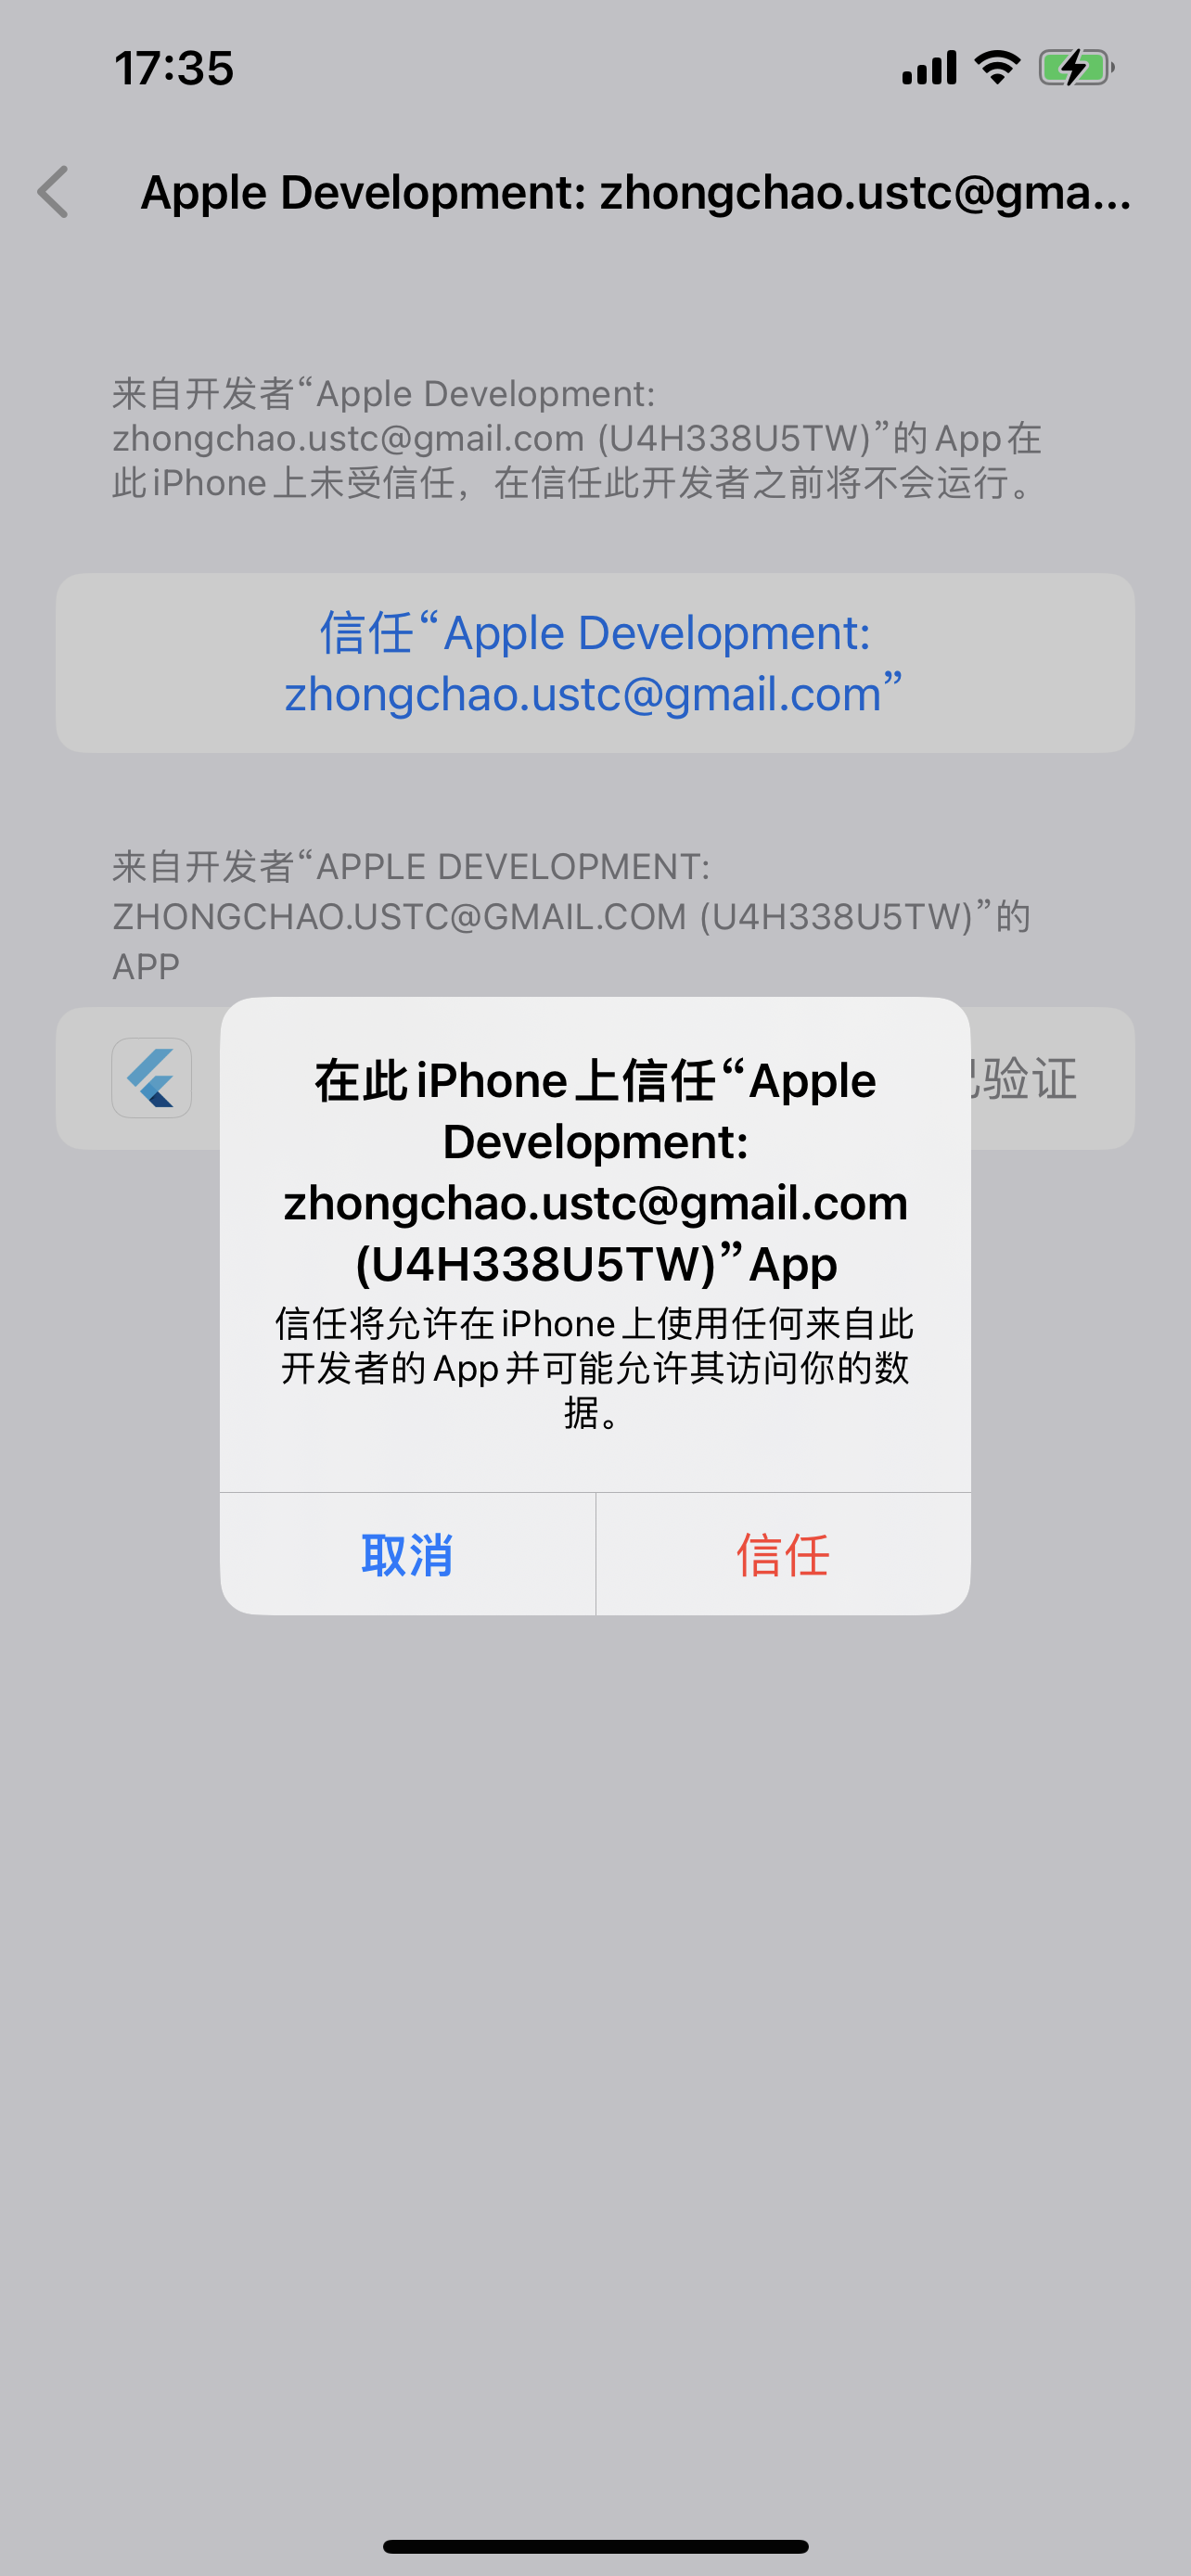 17:35
Apple Development: zhongchao.ustc@gma...
来自开发者“Apple Development:
zhongchao.ustc@gmail.com (U4H338U5TW)”的 App 在
此 iPhone 上未受信任，在信任此开发者之前将不会运行。
信任“Apple Development:
zhongchao.ustc@gmail.com”
来自开发者“APPLE DEVELOPMENT:
ZHONGCHAO.USTC@GMAIL.COM (U4H338U5TW)”的
APP
验证
在此 iPhone 上信任“Apple
Development:
zhongchao.ustc@gmail.com
(U4H338U5TW)”App
信任将允许在 iPhone 上使用任何来自此
开发者的 App 并可能允许其访问你的数
据。
取消
信任